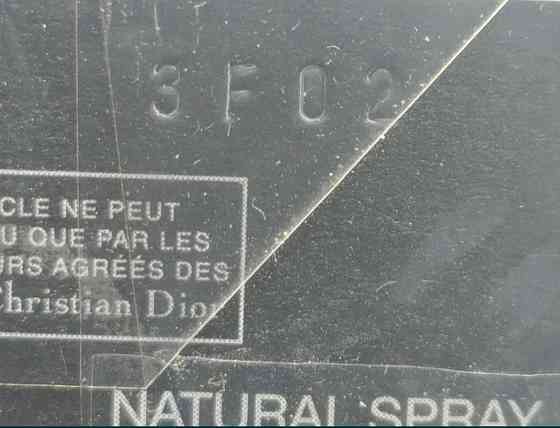 3F02
CLE NE PEUT
U QUE PAR LES
URS AGRÉÉS DES
Christian Dior
NATURAL SPRAY